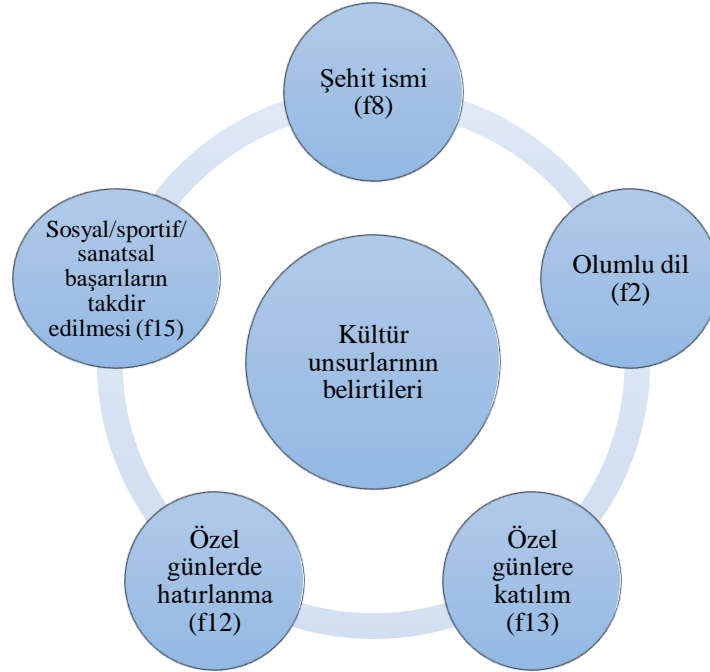 Şehit ismi
(f8)
Olumlu dil
(f2)
Özel
günlere
katılım
(f13)
Özel
günlerde
hatırlanma
(f12)
Sosyal/sportif/
sanatsal
başarıların
takdir
edilmesi (f15)
Kültür
unsurlarının
belirtileri